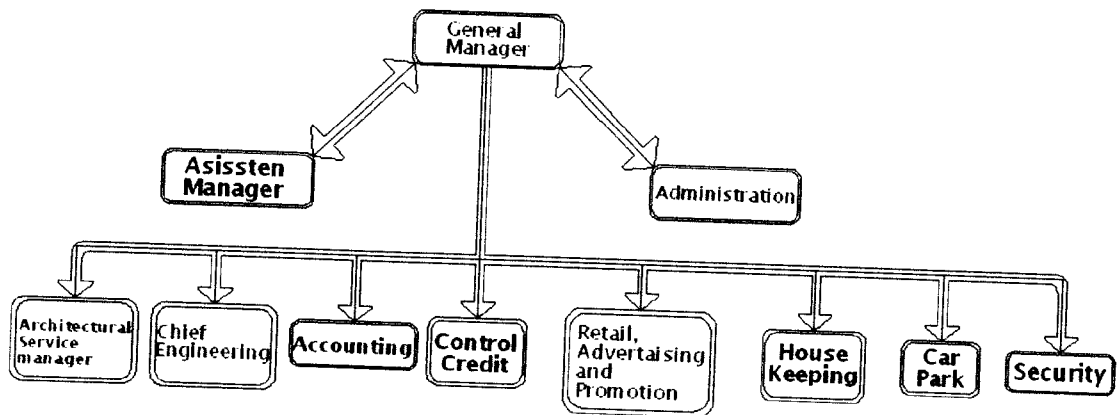 General
Manager
Asissten
Manager
Administration
Architectural
Service
manager
Chief
Engineering
Accounting
Control
Credit
Retail,
Advertaising
and
Promotion
House
Keeping
Car
Park
Security